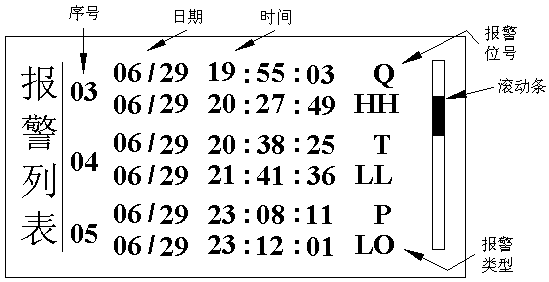 序号
日期
时间
报警
位号
滚动条
报警列表
03
06/29 19:55:03 Q
06/29 20:27:49 HH
04
06/29 20:38:25 T
06/29 21:41:36 LL
05
06/29 23:08:11 P
06/29 23:12:01 LO
报警
类型